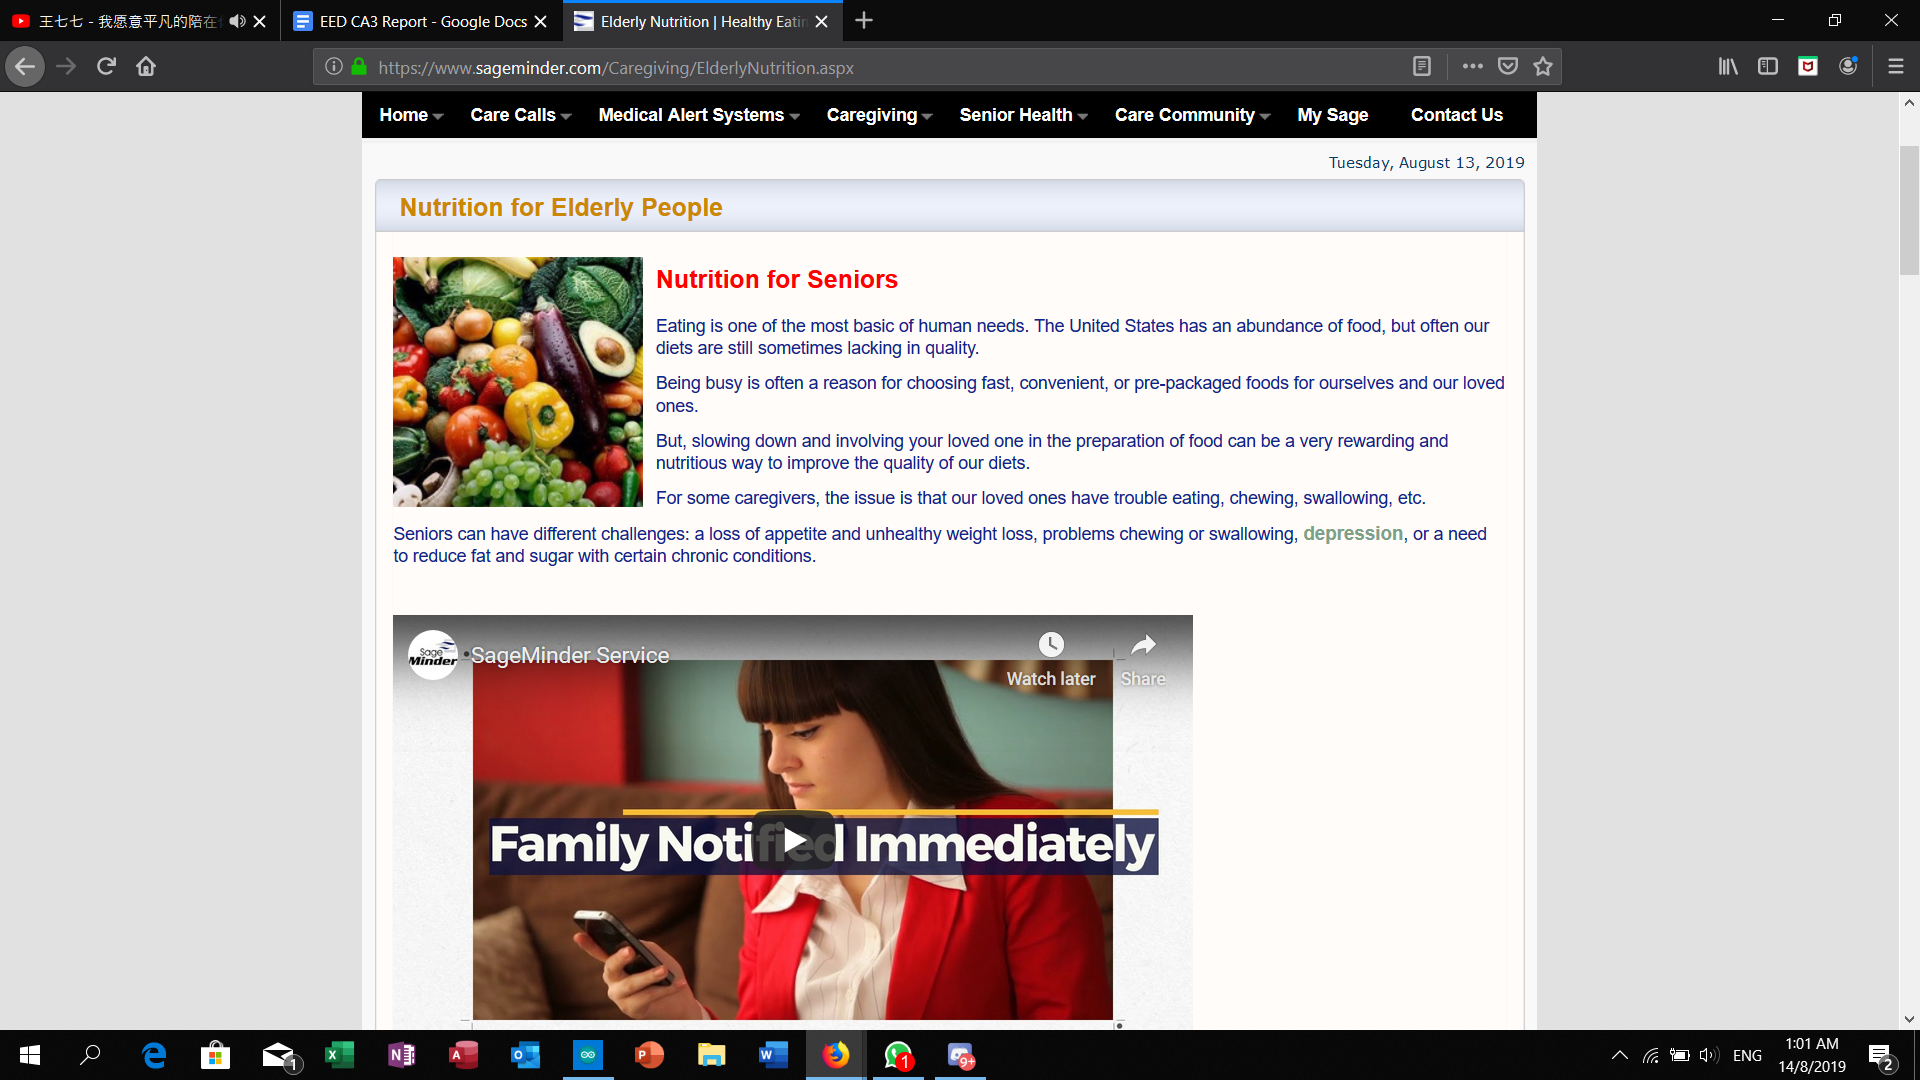 王七七 - 我愿意平凡的陪在
EED CA3 Report - Google Docs
Elderly Nutrition | Healthy Eatin
https://www.sageminder.com/Caregiving/ElderlyNutrition.aspx
Home Care Calls Medical Alert Systems Caregiving Senior Health Care Community My Sage Contact Us
Tuesday, August 13, 2019
Nutrition for Elderly People
Nutrition for Seniors
Eating is one of the most basic of human needs. The United States has an abundance of food, but often our
diets are still sometimes lacking in quality.
Being busy is often a reason for choosing fast, convenient, or pre-packaged foods for ourselves and our loved
ones.
But, slowing down and involving your loved one in the preparation of food can be a very rewarding and
nutritious way to improve the quality of our diets.
For some caregivers, the issue is that our loved ones have trouble eating, chewing, swallowing, etc.
Seniors can have different challenges: a loss of appetite and unhealthy weight loss, problems chewing or swallowing, depression, or a need
to reduce fat and sugar with certain chronic conditions.
Sage
Minder
SageMinder Service
Watch later
Share
Family Notified Immediately
1
1
9+
ENG
1:01 AM
14/8/2019
2